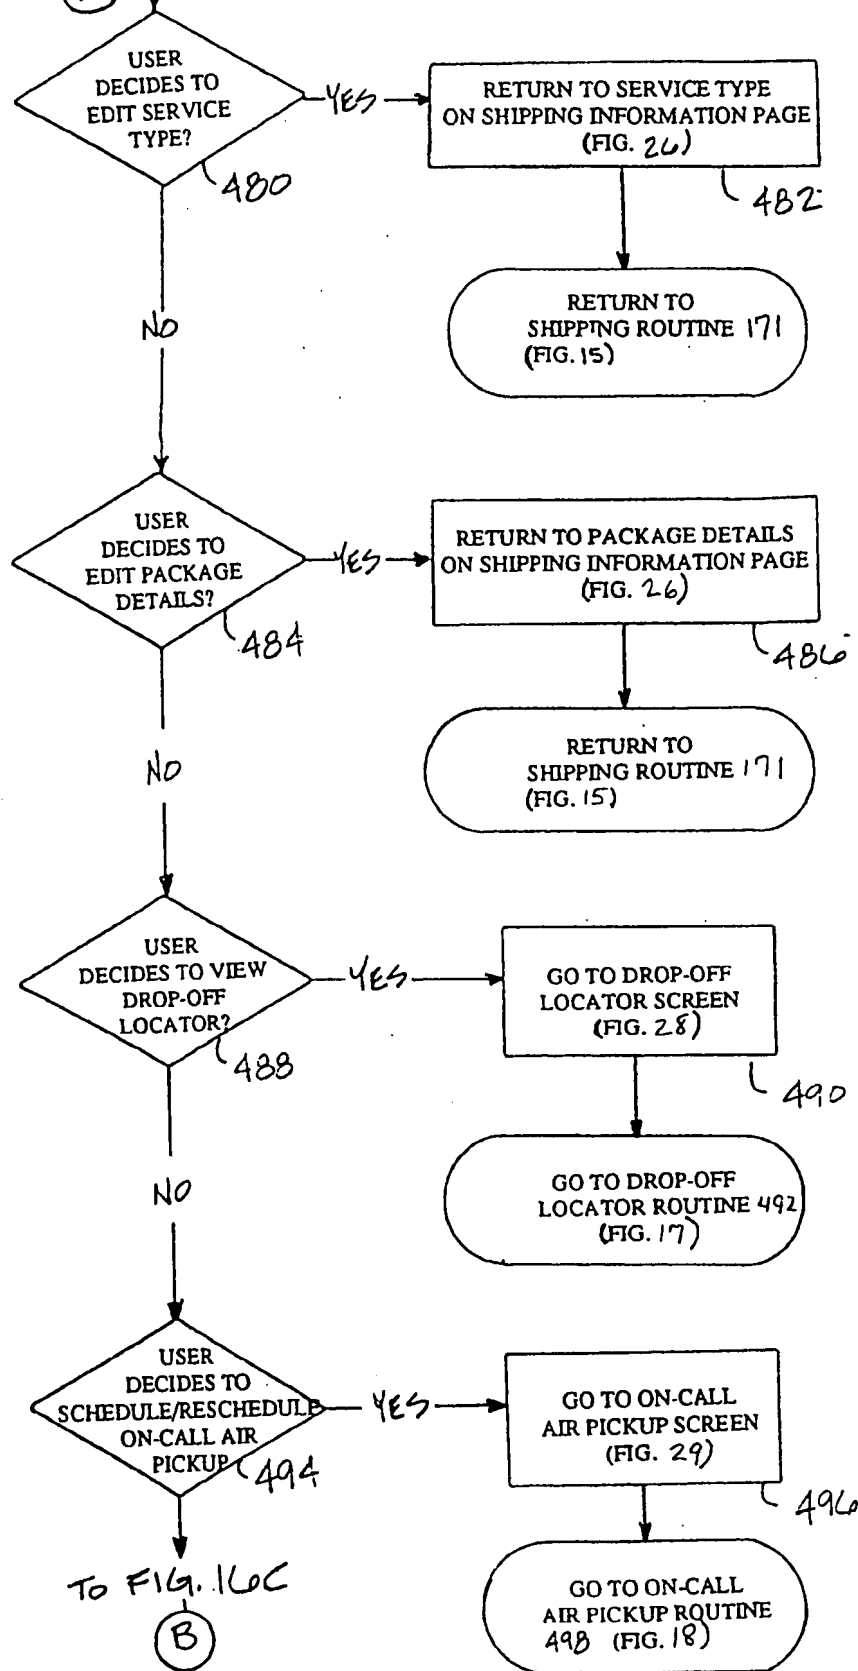 USER
DECIDES TO
EDIT SERVICE
TYPE?
480
YES
RETURN TO SERVICE TYPE
ON SHIPPING INFORMATION PAGE
(FIG. 26)
482
RETURN TO
SHIPPING ROUTINE 171
(FIG. 15)
NO
USER
DECIDES TO
EDIT PACKAGE
DETAILS?
484
YES
RETURN TO PACKAGE DETAILS
ON SHIPPING INFORMATION PAGE
(FIG. 26)
486
RETURN TO
SHIPPING ROUTINE 171
(FIG. 15)
NO
USER
DECIDES TO VIEW
DROP-OFF
LOCATOR?
488
YES
GO TO DROP-OFF
LOCATOR SCREEN
(FIG. 28)
490
GO TO DROP-OFF
LOCATOR ROUTINE 492
(FIG. 17)
NO
USER
DECIDES TO
SCHEDULE/RESCHEDULE
ON-CALL AIR
PICKUP
494
YES
GO TO ON-CALL
AIR PICKUP SCREEN
(FIG. 29)
496
GO TO ON-CALL
AIR PICKUP ROUTINE
498 (FIG. 18)
TO FIG. 16C
B